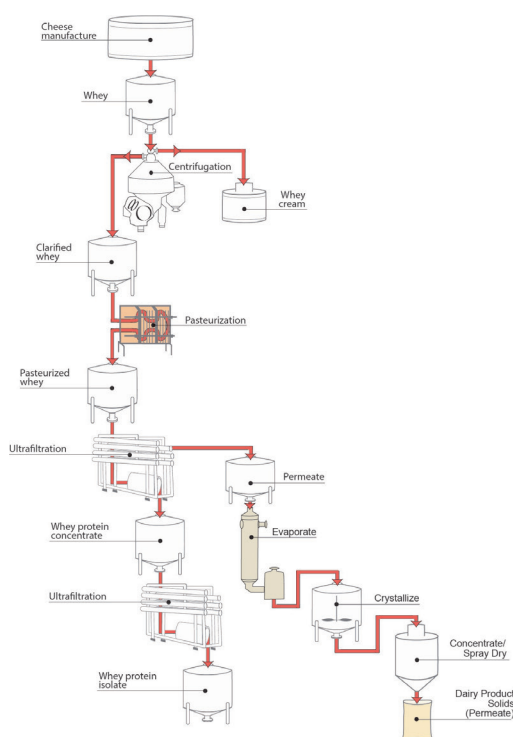 Cheese
manufacture
Whey
Centrifugation
Whey
cream
Clarified
whey
Pasteurization
Pasteurized
whey
Ultrafiltration
Permeate
Whey protein
concentrate
Evaporate
Ultrafiltration
Crystallize
Concentrate/
Spray Dry
Whey protein
isolate
Dairy Product
Solids
(Permeate)